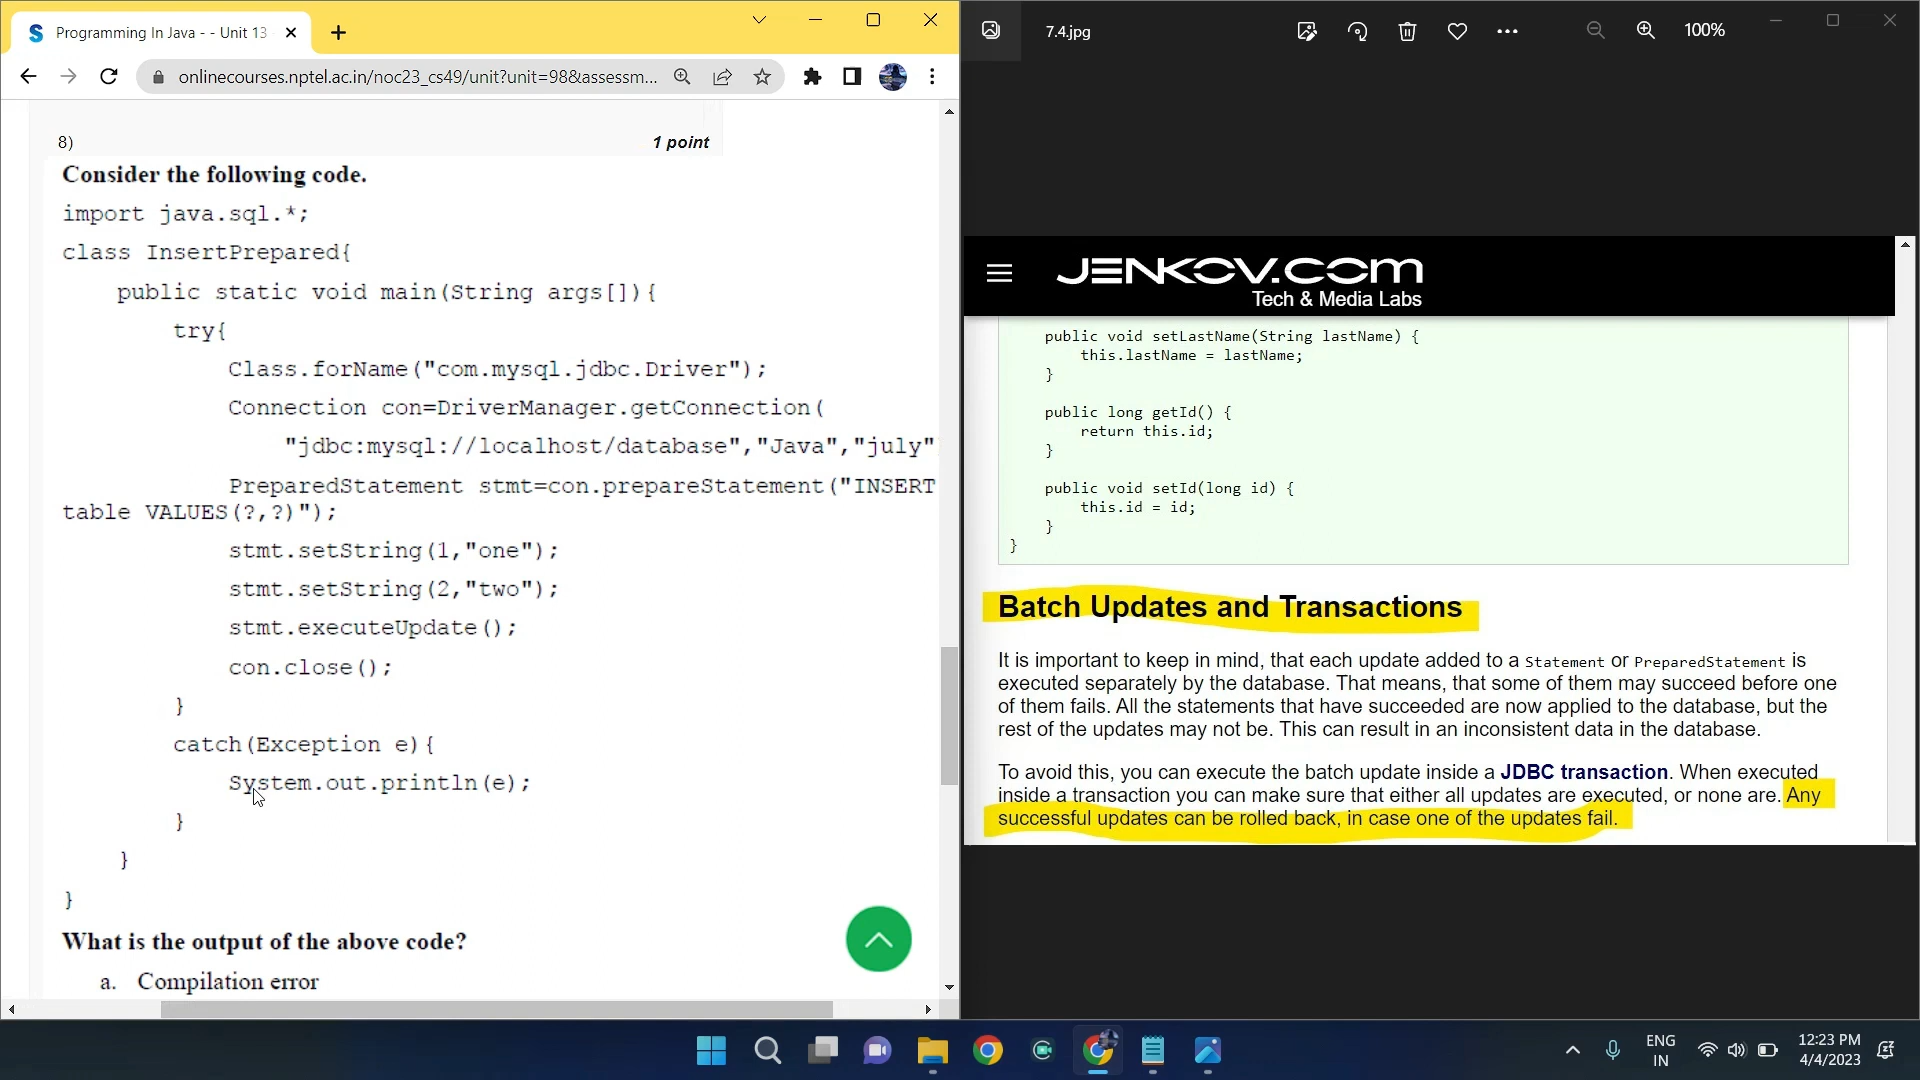 Programming In Java - - Unit 13
onlinecourses.nptel.ac.in/noc23_cs49/unit?unit=98&assessm...
8)
1 point
Consider the following code.
import java.sql.*;
class InsertPrepared{
public static void main(String args[]){
try{
Class.forName("com.mysql.jdbc.Driver");
Connection con=DriverManager.getConnection(
"jdbc:mysql://localhost/database","Java","july"
PreparedStatement stmt=con.prepareStatement("INSERT
table VALUES(?,?)");
stmt.setString(1,"one");
stmt.setString(2,"two");
stmt.executeUpdate();
con.close();
}
catch(Exception e){
System.out.println(e);
}
}
}
What is the output of the above code?
a. Compilation error
7.4.jpg
100%
JENKOV.COM
Tech & Media Labs
public void setLastName(String lastName) {
this.lastName = lastName;
}
public long getId() {
return this.id;
}
public void setId(long id) {
this.id = id;
}
}
Batch Updates and Transactions
It is important to keep in mind, that each update added to a Statement or PreparedStatement is
executed separately by the database. That means, that some of them may succeed before one
of them fails. All the statements that have succeeded are now applied to the database, but the
rest of the updates may not be. This can result in an inconsistent data in the database.
To avoid this, you can execute the batch update inside a JDBC transaction. When executed
inside a transaction you can make sure that either all updates are executed, or none are. Any
successful updates can be rolled back, in case one of the updates fail.
ENG
IN
12:23 PM
4/4/2023